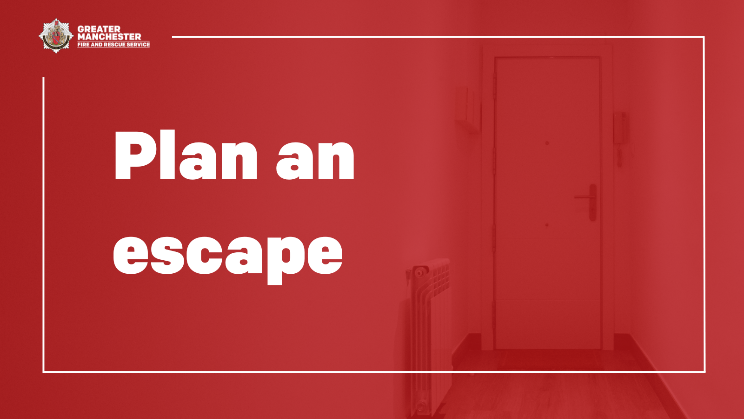 GREATER
MANCHESTER
FIRE AND RESCUE SERVICE
Plan an
escape